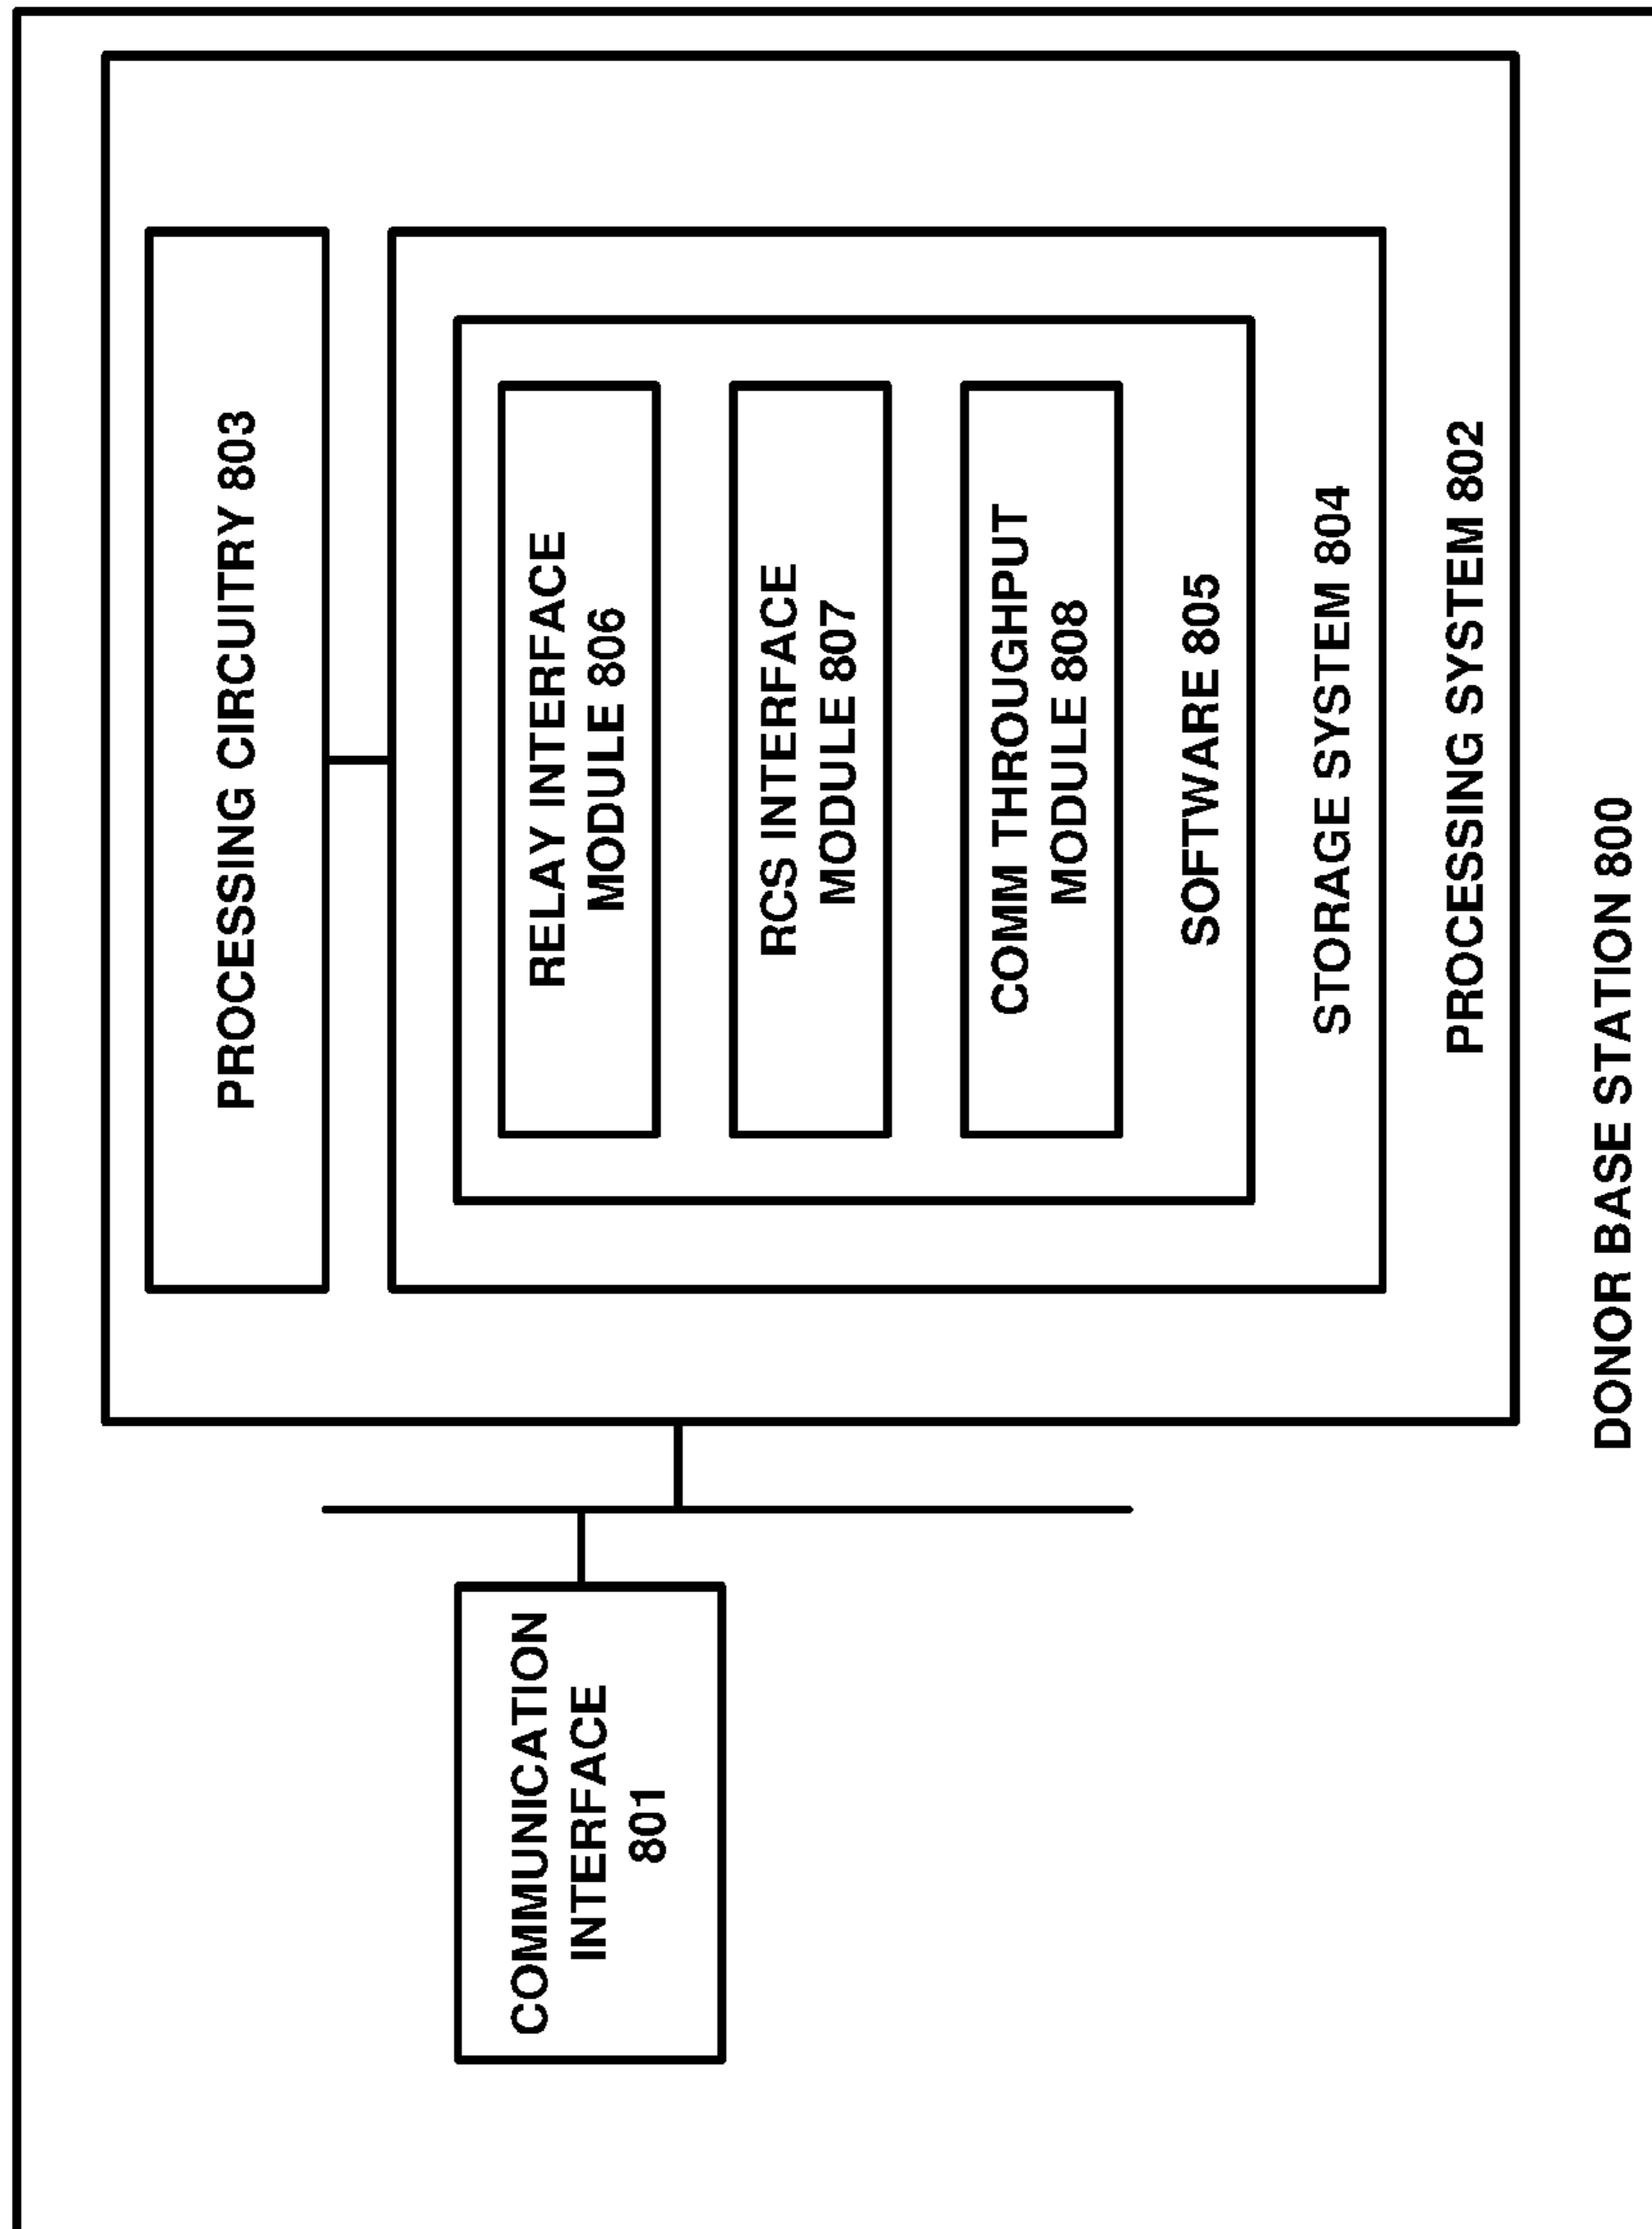 PROCESSING CIRCUITRY 803
RELAY INTERFACE
MODULE 806
RCS INTERFACE
MODULE 807
COMM THROUGHPUT
MODULE 808
SOFTWARE 805
STORAGE SYSTEM 804
PROCESSING SYSTEM 802
COMMUNICATION
INTERFACE
801
DONOR BASE STATION 800